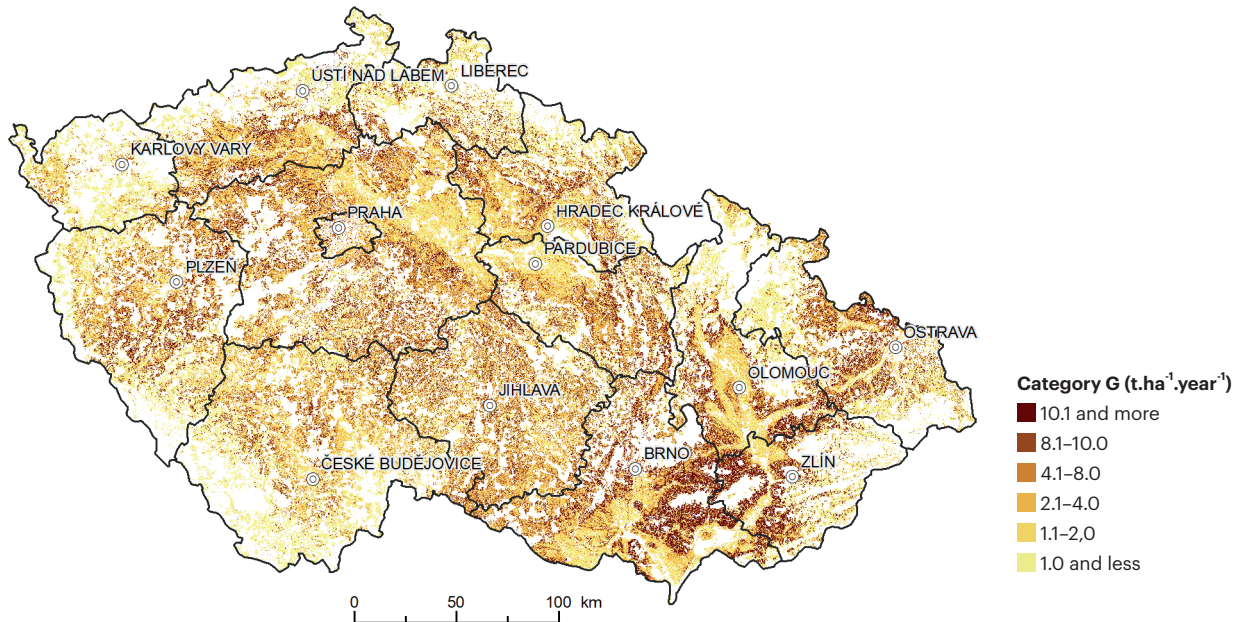 ÚSTÍ NAD LABEM
LIBEREC
KARLOVY VARY
PRAHA
HRADEC KRÁLOVÉ
PARDUBICE
PLZEŇ
OSTRAVA
OLOMOUC
JIHLAVA
BRNO
ZLÍN
ČESKÉ BUDĚJOVICE
Category G (t.ha⁻¹.year⁻¹)
10.1 and more
8.1–10.0
4.1–8.0
2.1–4.0
1.1–2,0
1.0 and less
0 50 100 km